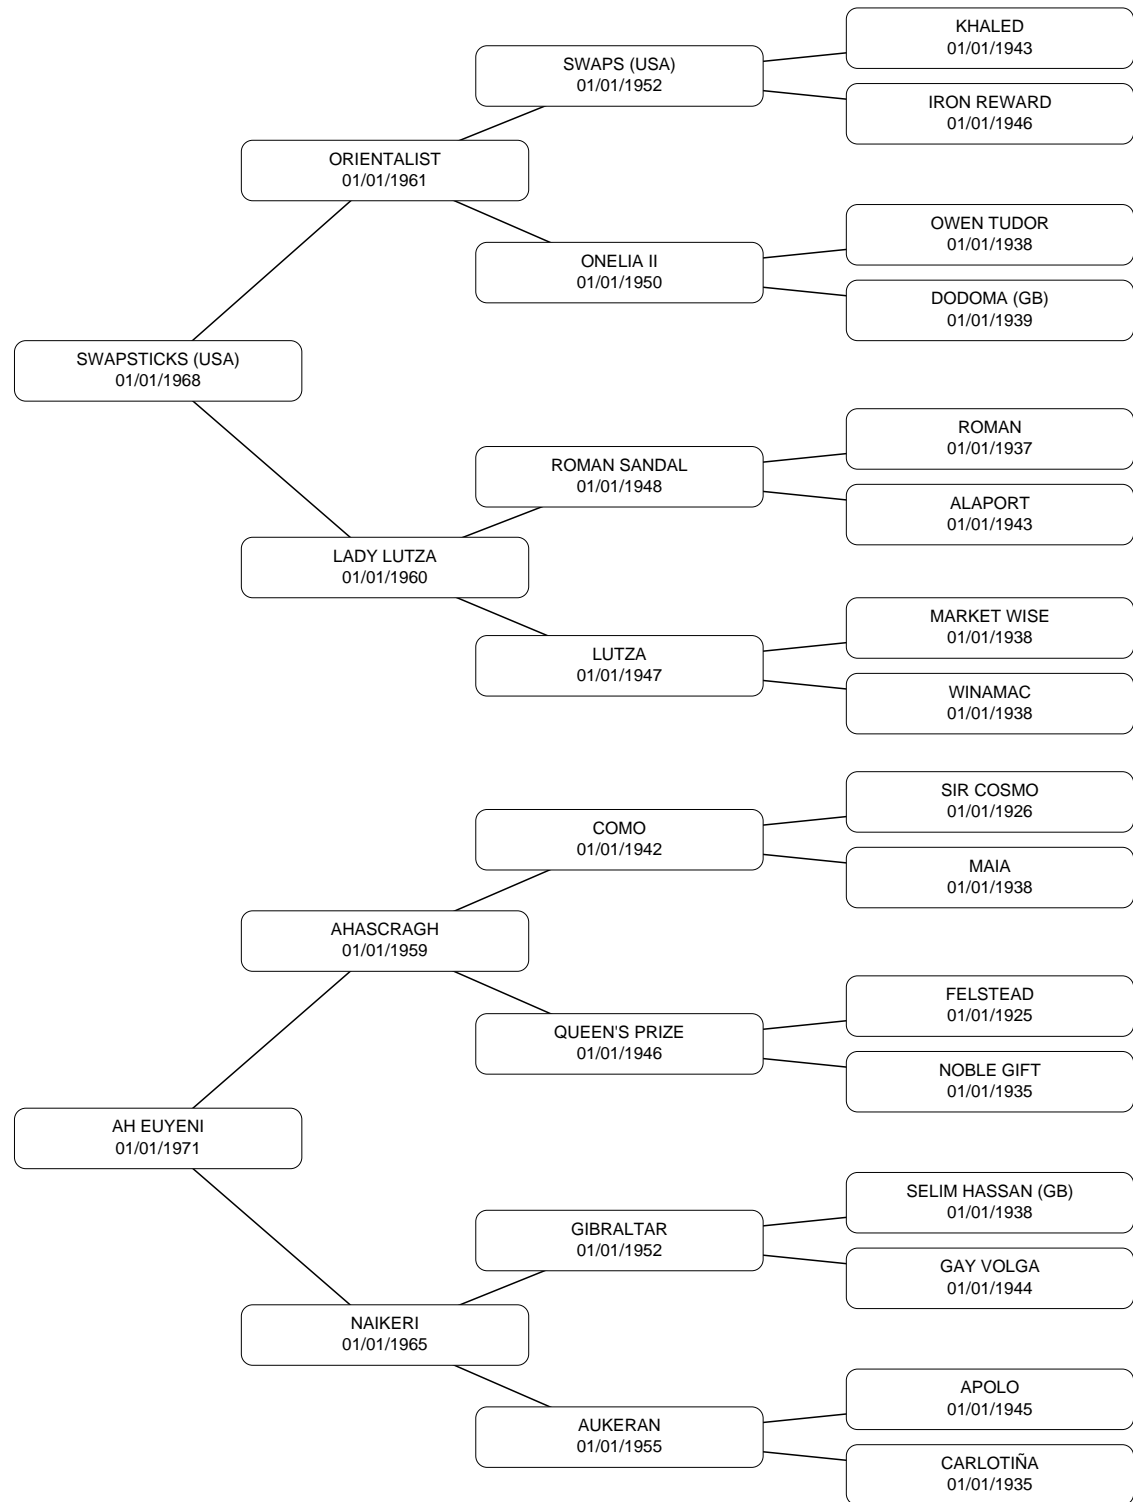 KHALED
01/01/1943
SWAPS (USA)
01/01/1952
IRON REWARD
01/01/1946
ORIENTALIST
01/01/1961
OWEN TUDOR
01/01/1938
ONELIA II
01/01/1950
DODOMA (GB)
01/01/1939
SWAPSTICKS (USA)
01/01/1968
ROMAN
01/01/1937
ROMAN SANDAL
01/01/1948
ALAPORT
01/01/1943
LADY LUTZA
01/01/1960
MARKET WISE
01/01/1938
LUTZA
01/01/1947
WINAMAC
01/01/1938
SIR COSMO
01/01/1926
COMO
01/01/1942
MAIA
01/01/1938
AHASCRAGH
01/01/1959
FELSTEAD
01/01/1925
QUEEN'S PRIZE
01/01/1946
NOBLE GIFT
01/01/1935
AH EUYENI
01/01/1971
SELIM HASSAN (GB)
01/01/1938
GIBRALTAR
01/01/1952
GAY VOLGA
01/01/1944
NAIKERI
01/01/1965
APOLO
01/01/1945
AUKERAN
01/01/1955
CARLOTIÑA
01/01/1935